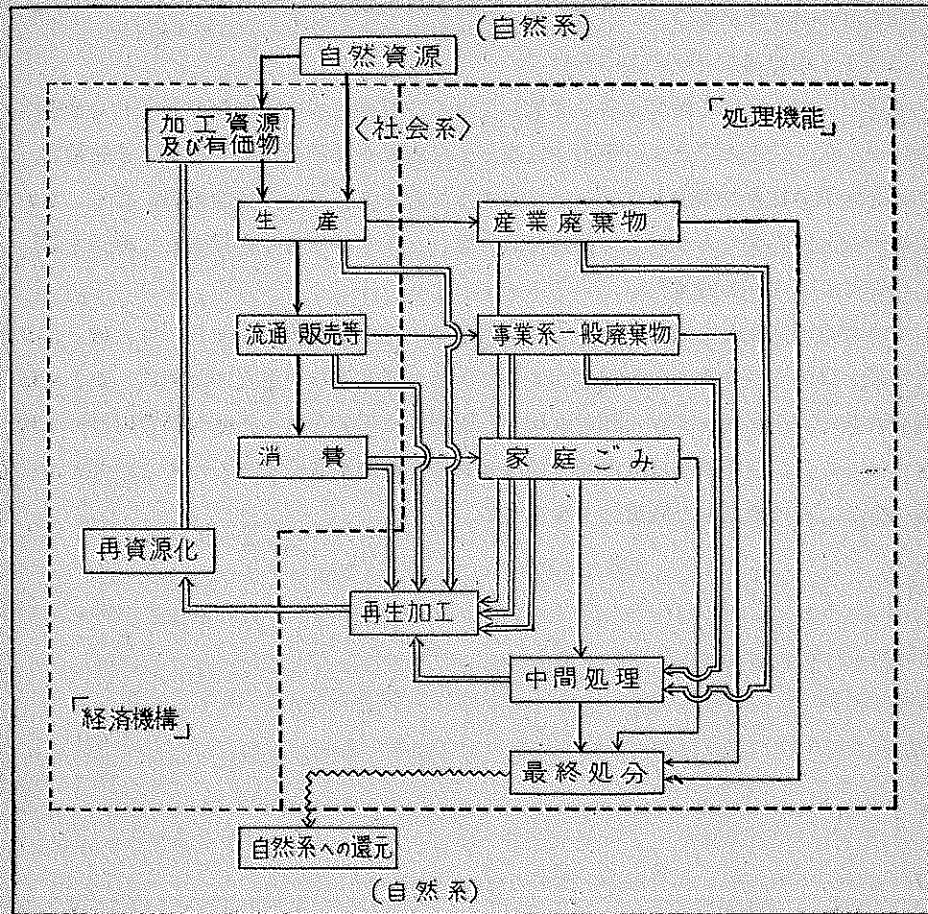 (自然系)
自然資源
加工資源
及び有価物
〈社会系〉
「処理機能」
生産
産業廃棄物
流通 販売等
事業系一般廃棄物
消費
家庭ごみ
再資源化
再生加工
中間処理
「経済機構」
最終処分
自然系への還元
(自然系)